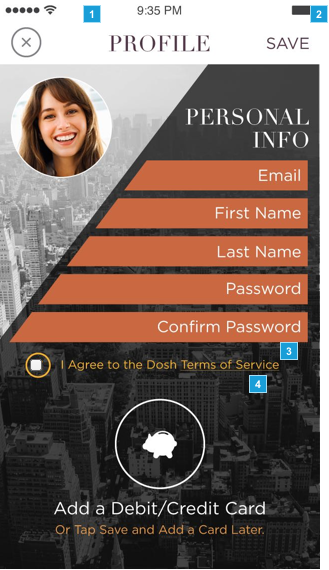 1
9:35 PM
2
PROFILE
SAVE
PERSONAL
INFO
Email
First Name
Last Name
Password
Confirm Password
3
I Agree to the Dosh Terms of Service
4
Add a Debit/Credit Card
Or Tap Save and Add a Card Later.